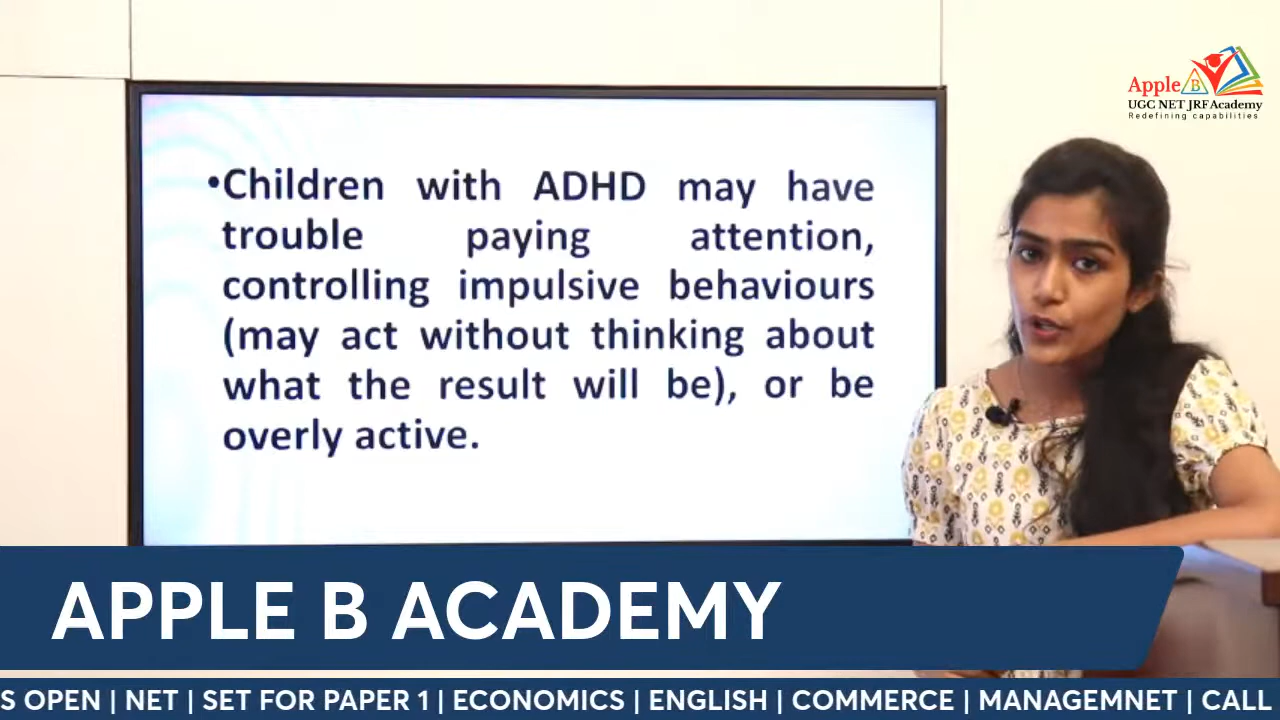 •Children with ADHD may have
trouble paying attention,
controlling impulsive behaviours
(may act without thinking about
what the result will be), or be
overly active.
Apple B
UGC NET JRF Academy
Redefining capabilities
APPLE B ACADEMY
S OPEN | NET | SET FOR PAPER 1 | ECONOMICS | ENGLISH | COMMERCE | MANAGEMNET | CALL